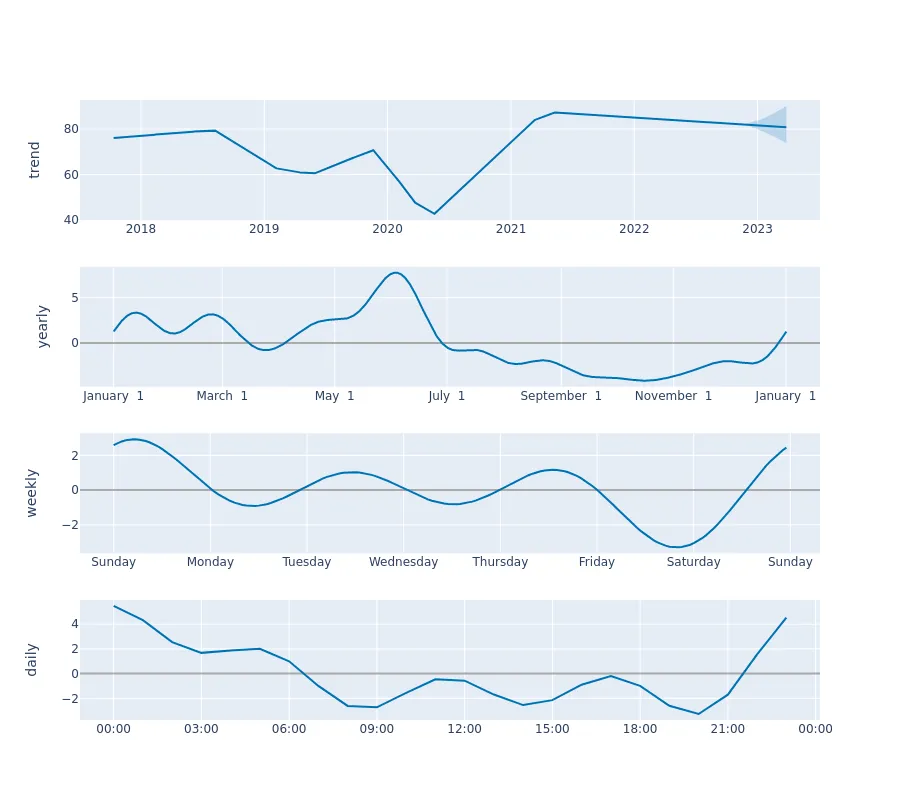 trend
80
60
40
2018 2019 2020 2021 2022 2023
yearly
5
0
January 1 March 1 May 1 July 1 September 1 November 1 January 1
weekly
2
0
−2
Sunday Monday Tuesday Wednesday Thursday Friday Saturday Sunday
daily
4
2
0
−2
00:00 03:00 06:00 09:00 12:00 15:00 18:00 21:00 00:00